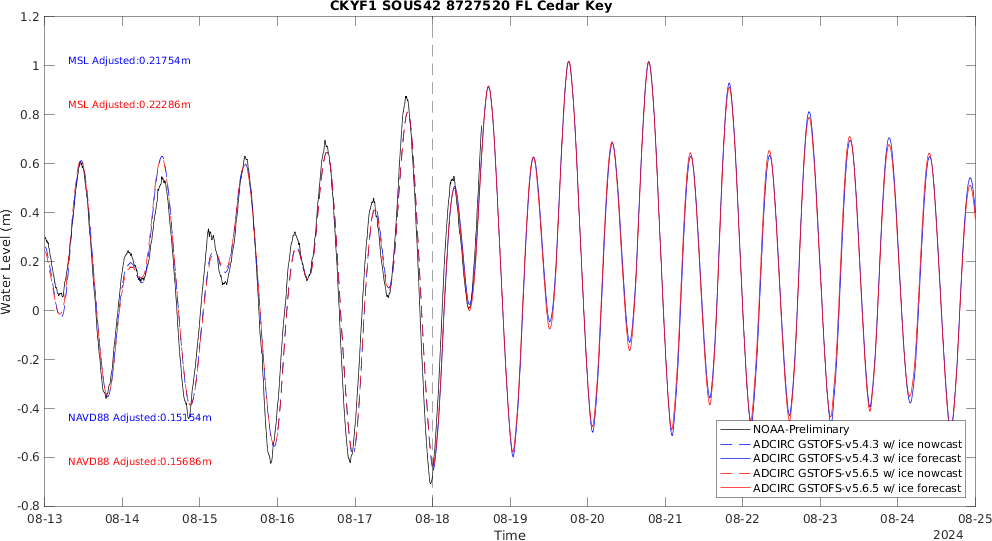 CKYF1 SOUS42 8727520 FL Cedar Key
1.2
1
0.8
0.6
0.4
0.2
0
-0.2
-0.4
-0.6
-0.8
Water Level (m)
MSL Adjusted:0.21754m
MSL Adjusted:0.22286m
NAVD88 Adjusted:0.15154m
NAVD88 Adjusted:0.15686m
NOAA-Preliminary
ADCIRC GSTOFS-v5.4.3 w/ ice nowcast
ADCIRC GSTOFS-v5.4.3 w/ ice forecast
ADCIRC GSTOFS-v5.6.5 w/ ice nowcast
ADCIRC GSTOFS-v5.6.5 w/ ice forecast
08-13 08-14 08-15 08-16 08-17 08-18 08-19 08-20 08-21 08-22 08-23 08-24 08-25
Time
2024